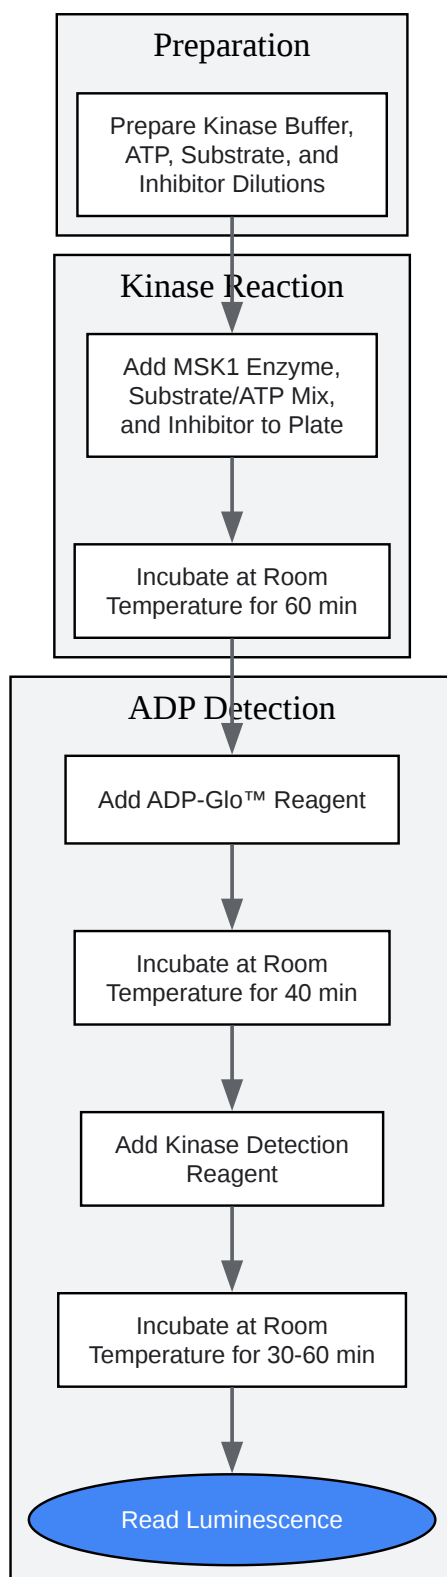 Preparation
Prepare Kinase Buffer,
ATP, Substrate, and
Inhibitor Dilutions
Kinase Reaction
Add MSK1 Enzyme,
Substrate/ATP Mix,
and Inhibitor to Plate
Incubate at Room
Temperature for 60 min
ADP Detection
Add ADP-Glo™ Reagent
Incubate at Room
Temperature for 40 min
Add Kinase Detection
Reagent
Incubate at Room
Temperature for 30-60 min
Read Luminescence